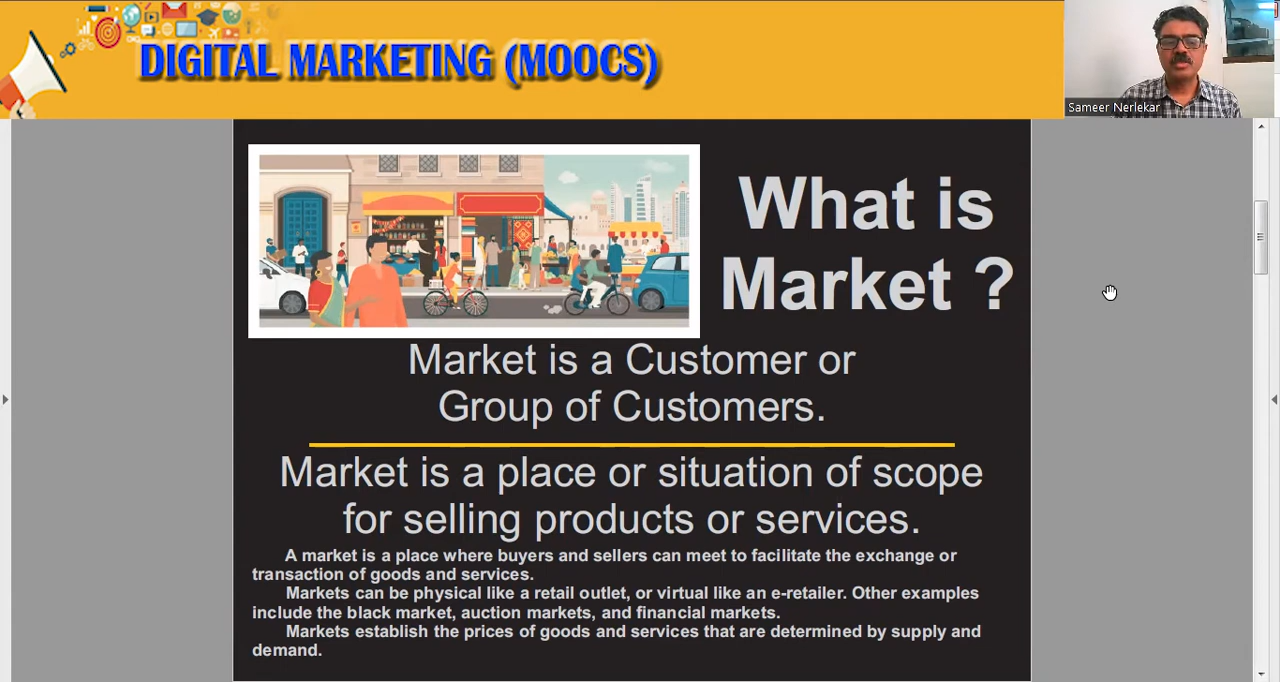 DIGITAL MARKETING (MOOCS)
Sameer Nerlekar
What is
Market ?
Market is a Customer or
Group of Customers.
Market is a place or situation of scope
for selling products or services.
A market is a place where buyers and sellers can meet to facilitate the exchange or
transaction of goods and services.
Markets can be physical like a retail outlet, or virtual like an e-retailer. Other examples
include the black market, auction markets, and financial markets.
Markets establish the prices of goods and services that are determined by supply and
demand.